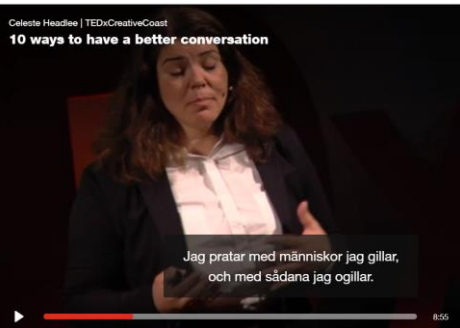 Celeste Headlee | TEDxCreativeCoast
10 ways to have a better conversation
Jag pratar med människor jag gillar,
och med sådana jag ogillar.
8:55